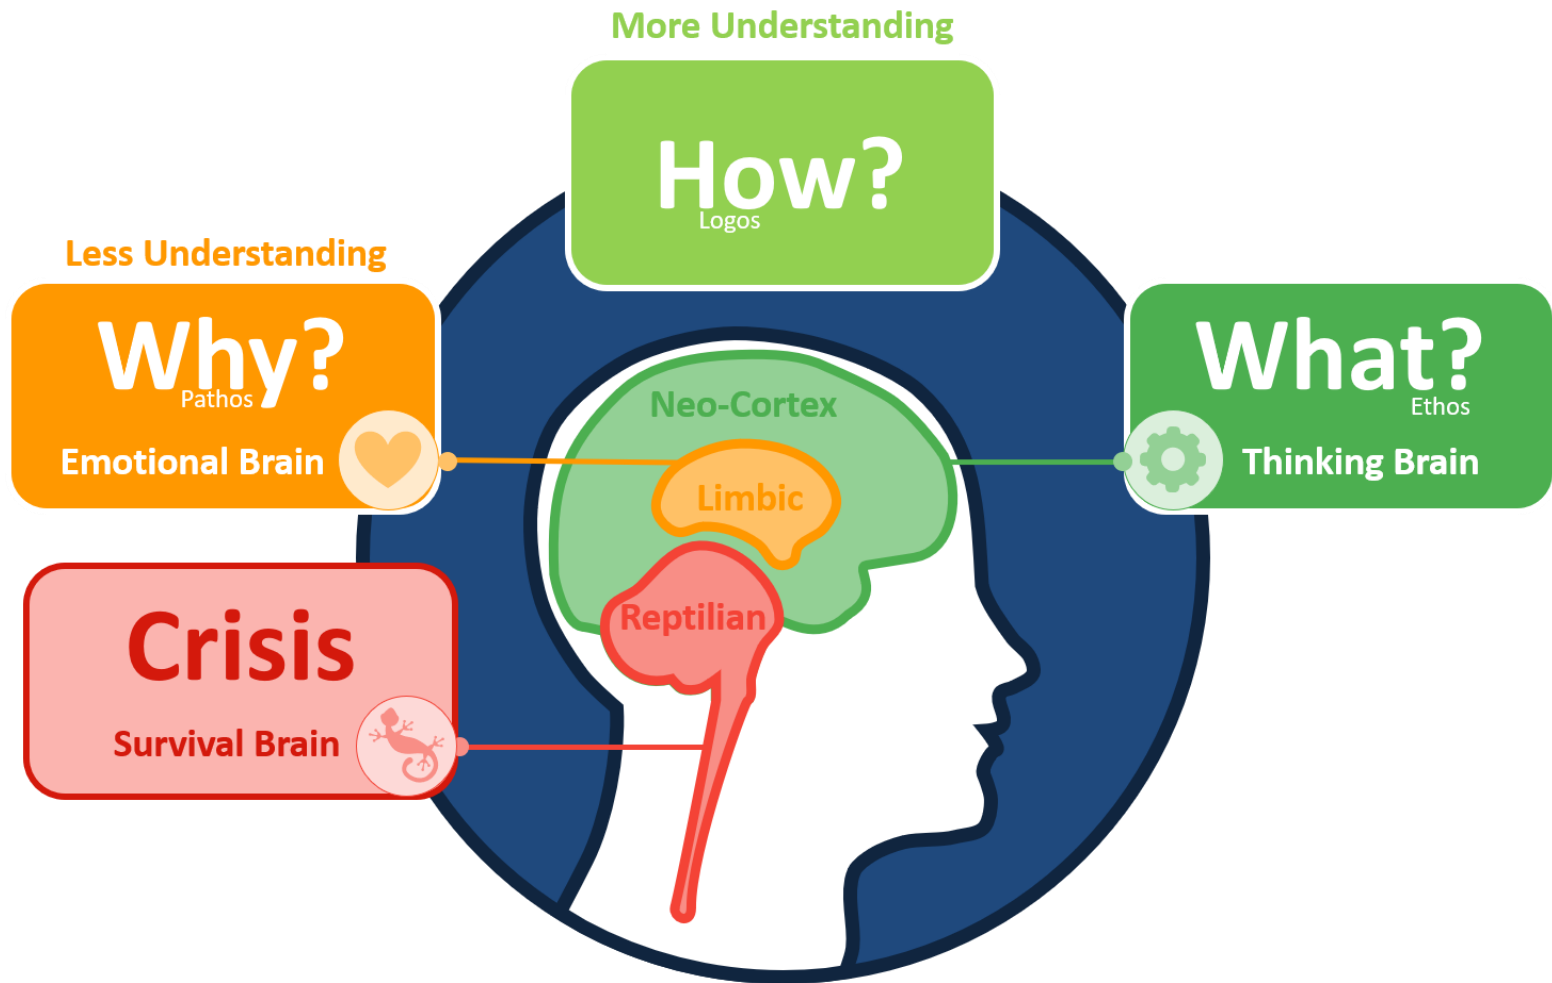 More Understanding
How?
Logos
Less Understanding
Why?
Pathos
Emotional Brain
What?
Ethos
Thinking Brain
Neo-Cortex
Limbic
Reptilian
Crisis
Survival Brain